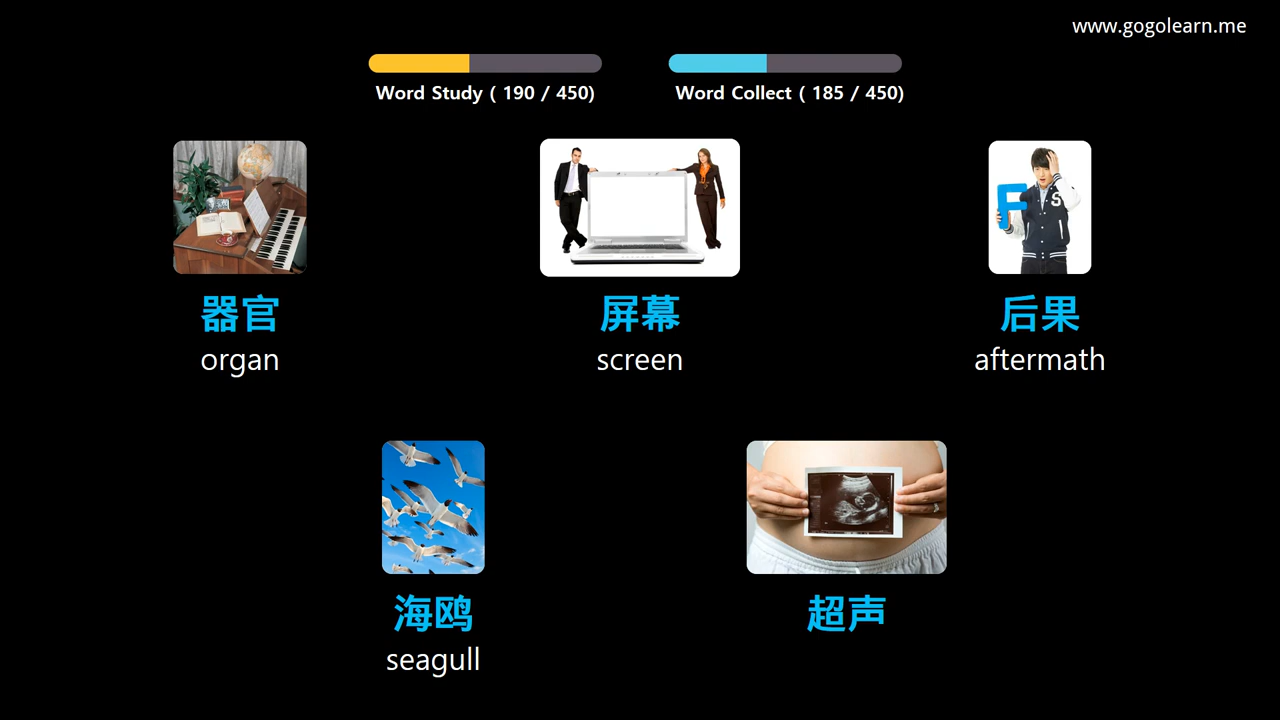 www.gogolearn.me
Word Study ( 190 / 450)
Word Collect ( 185 / 450)
器官
organ
屏幕
screen
后果
aftermath
F
S
海鸥
seagull
超声